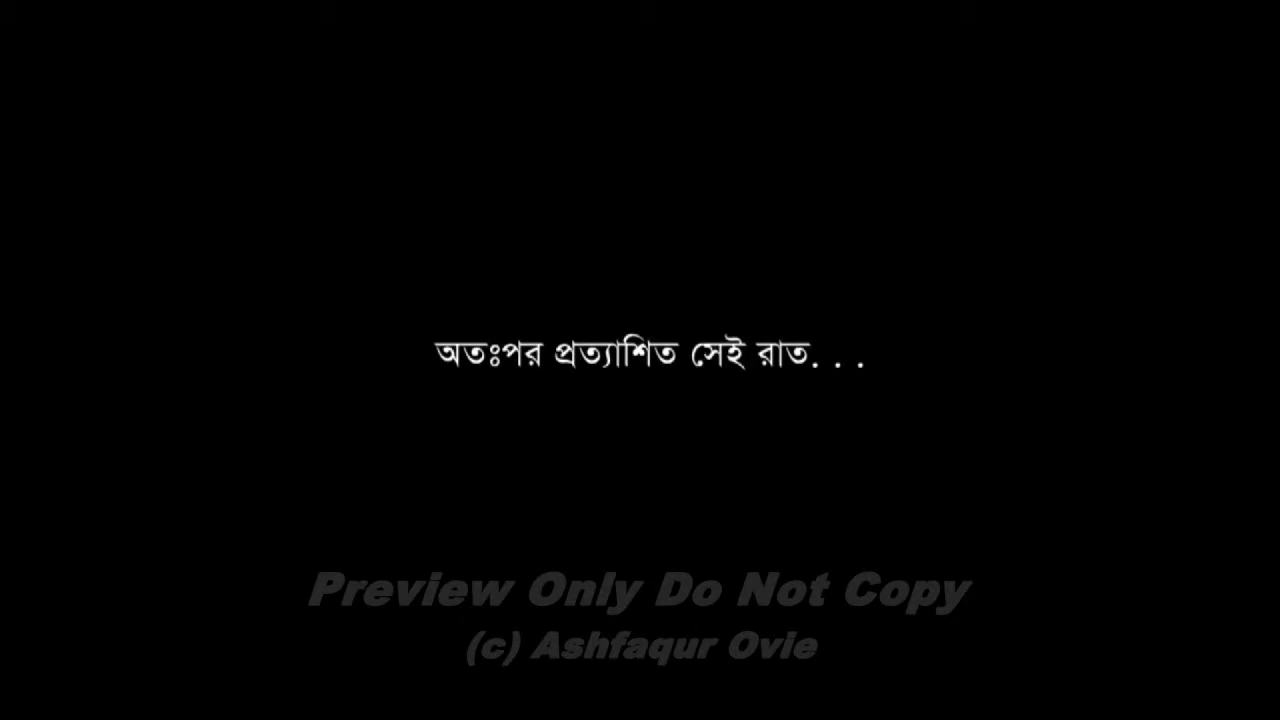 অতঃপর প্রত্যাশিত সেই রাত. . .
Preview Only Do Not Copy
(c) Ashfaqur Ovie